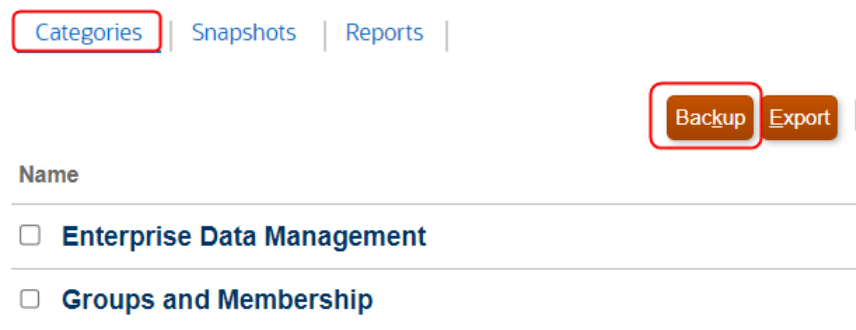 Categories Snapshots Reports
Backup Export
Name
Enterprise Data Management
Groups and Membership